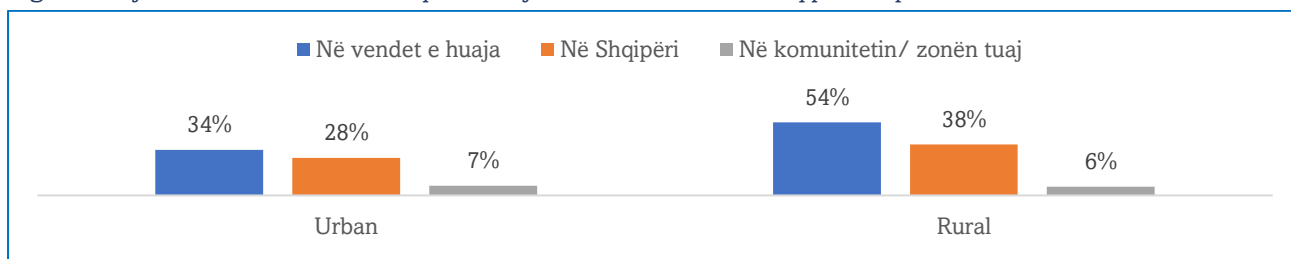 Në vendet e huaja Në Shqipëri Në komunitetin/ zonën tuaj
34% 28% 7% 54% 38% 6%
Urban Rural